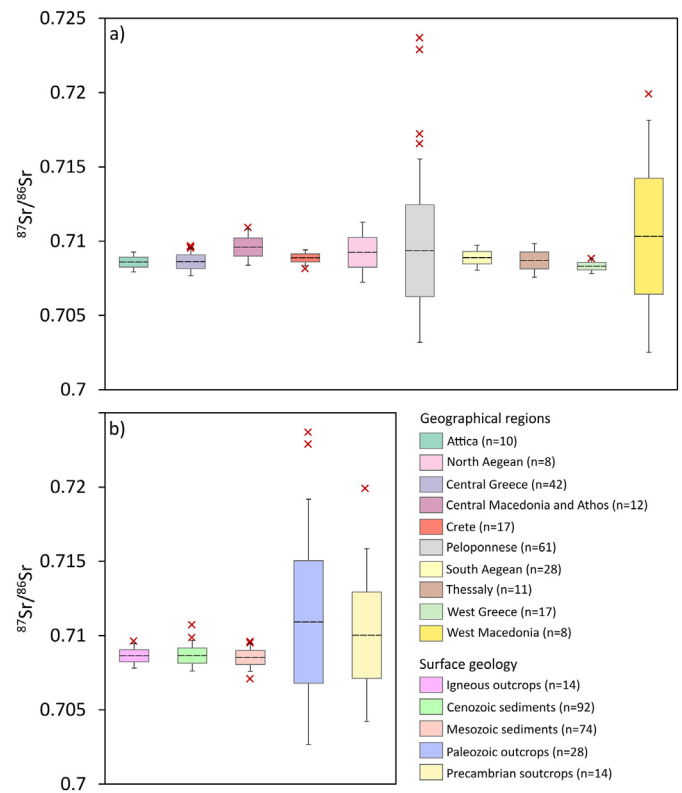 a)
0.725
0.72
0.715
0.71
0.705
0.7
⁸⁷Sr/⁸⁶Sr
b)
0.72
0.715
0.71
0.705
0.7
⁸⁷Sr/⁸⁶Sr
Geographical regions
Attica (n=10)
North Aegean (n=8)
Central Greece (n=42)
Central Macedonia and Athos (n=12)
Crete (n=17)
Peloponnese (n=61)
South Aegean (n=28)
Thessaly (n=11)
West Greece (n=17)
West Macedonia (n=8)
Surface geology
Igneous outcrops (n=14)
Cenozoic sediments (n=92)
Mesozoic sediments (n=74)
Paleozoic outcrops (n=28)
Precambrian soutcrops (n=14)